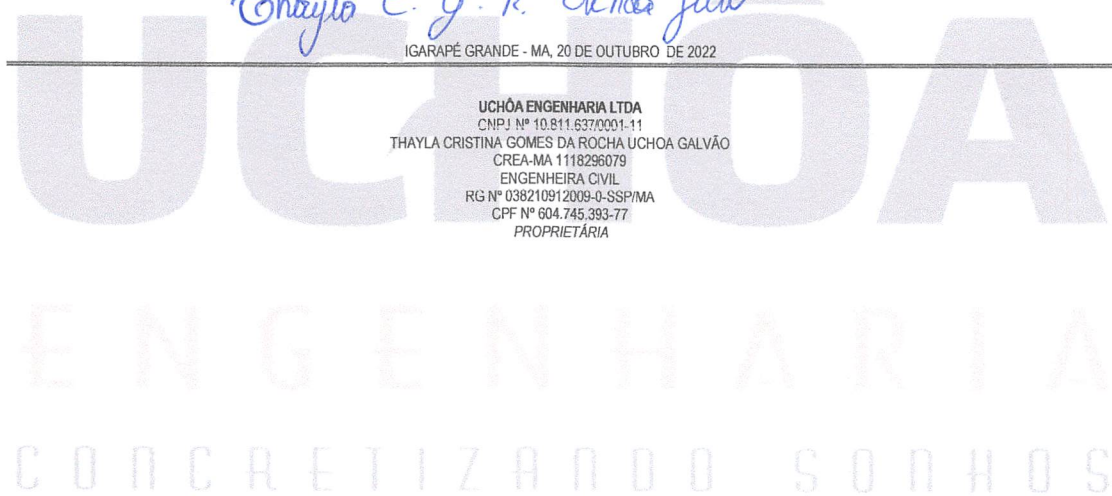 Thayla C. G. R. Uchôa
IGARAPÉ GRANDE - MA, 20 DE OUTUBRO DE 2022
UCHÔA ENGENHARIA LTDA
CNPJ Nº 10.811.637/0001-11
THAYLA CRISTINA GOMES DA ROCHA UCHOA GALVÃO
CREA-MA 1118296079
ENGENHEIRA CIVIL
RG Nº 038210912009-0-SSP/MA
CPF Nº 604.745.393-77
PROPRIETÁRIA
UCHÔA
ENGENHARIA
CONCRETIZANDO SONHOS